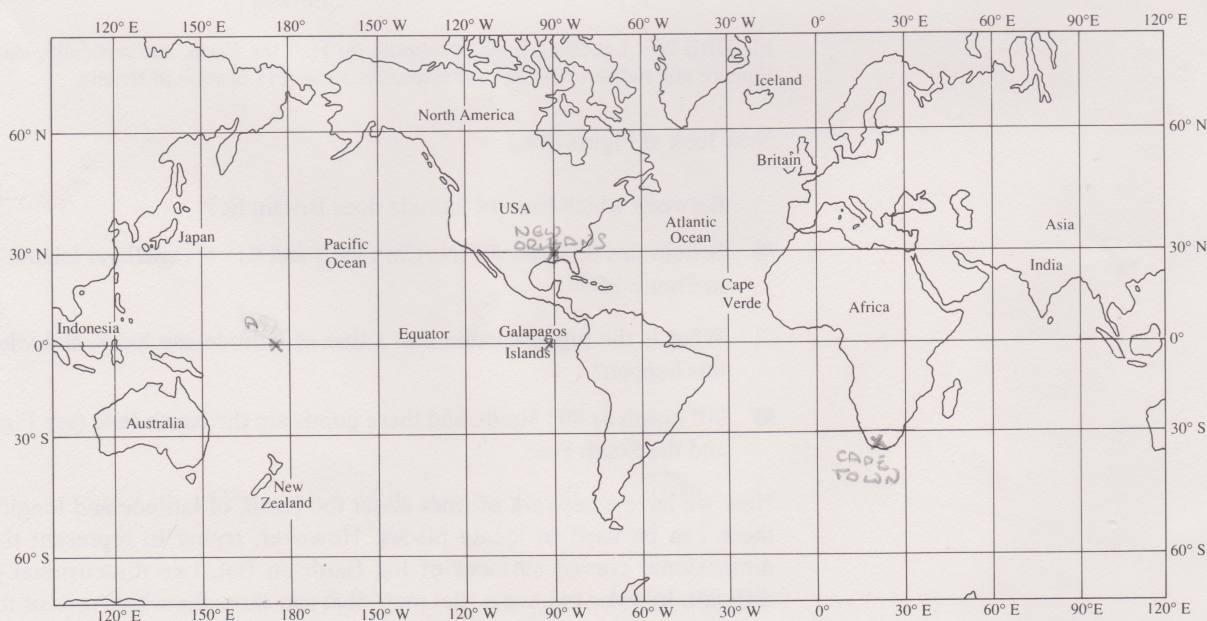 120° E 150° E 180° 150° W 120° W 90° W 60° W 30° W 0° 30° E 60° E 90° E 120° E
Iceland
North America
60° N 60° N
Britain
USA
Japan
Atlantic
Ocean
Asia
NEW
ORLEANS
Pacific
Ocean
30° N 30° N
India
Cape
Verde
Africa
A
Indonesia
Equator
Galapagos
Islands
0° 0°
Australia
30° S 30° S
New
Zealand
60° S 60° S
120° E 150° E 180° 150° W 120° W 90° W 60° W 30° W 0° 30° E 60° E 90° E 120° E